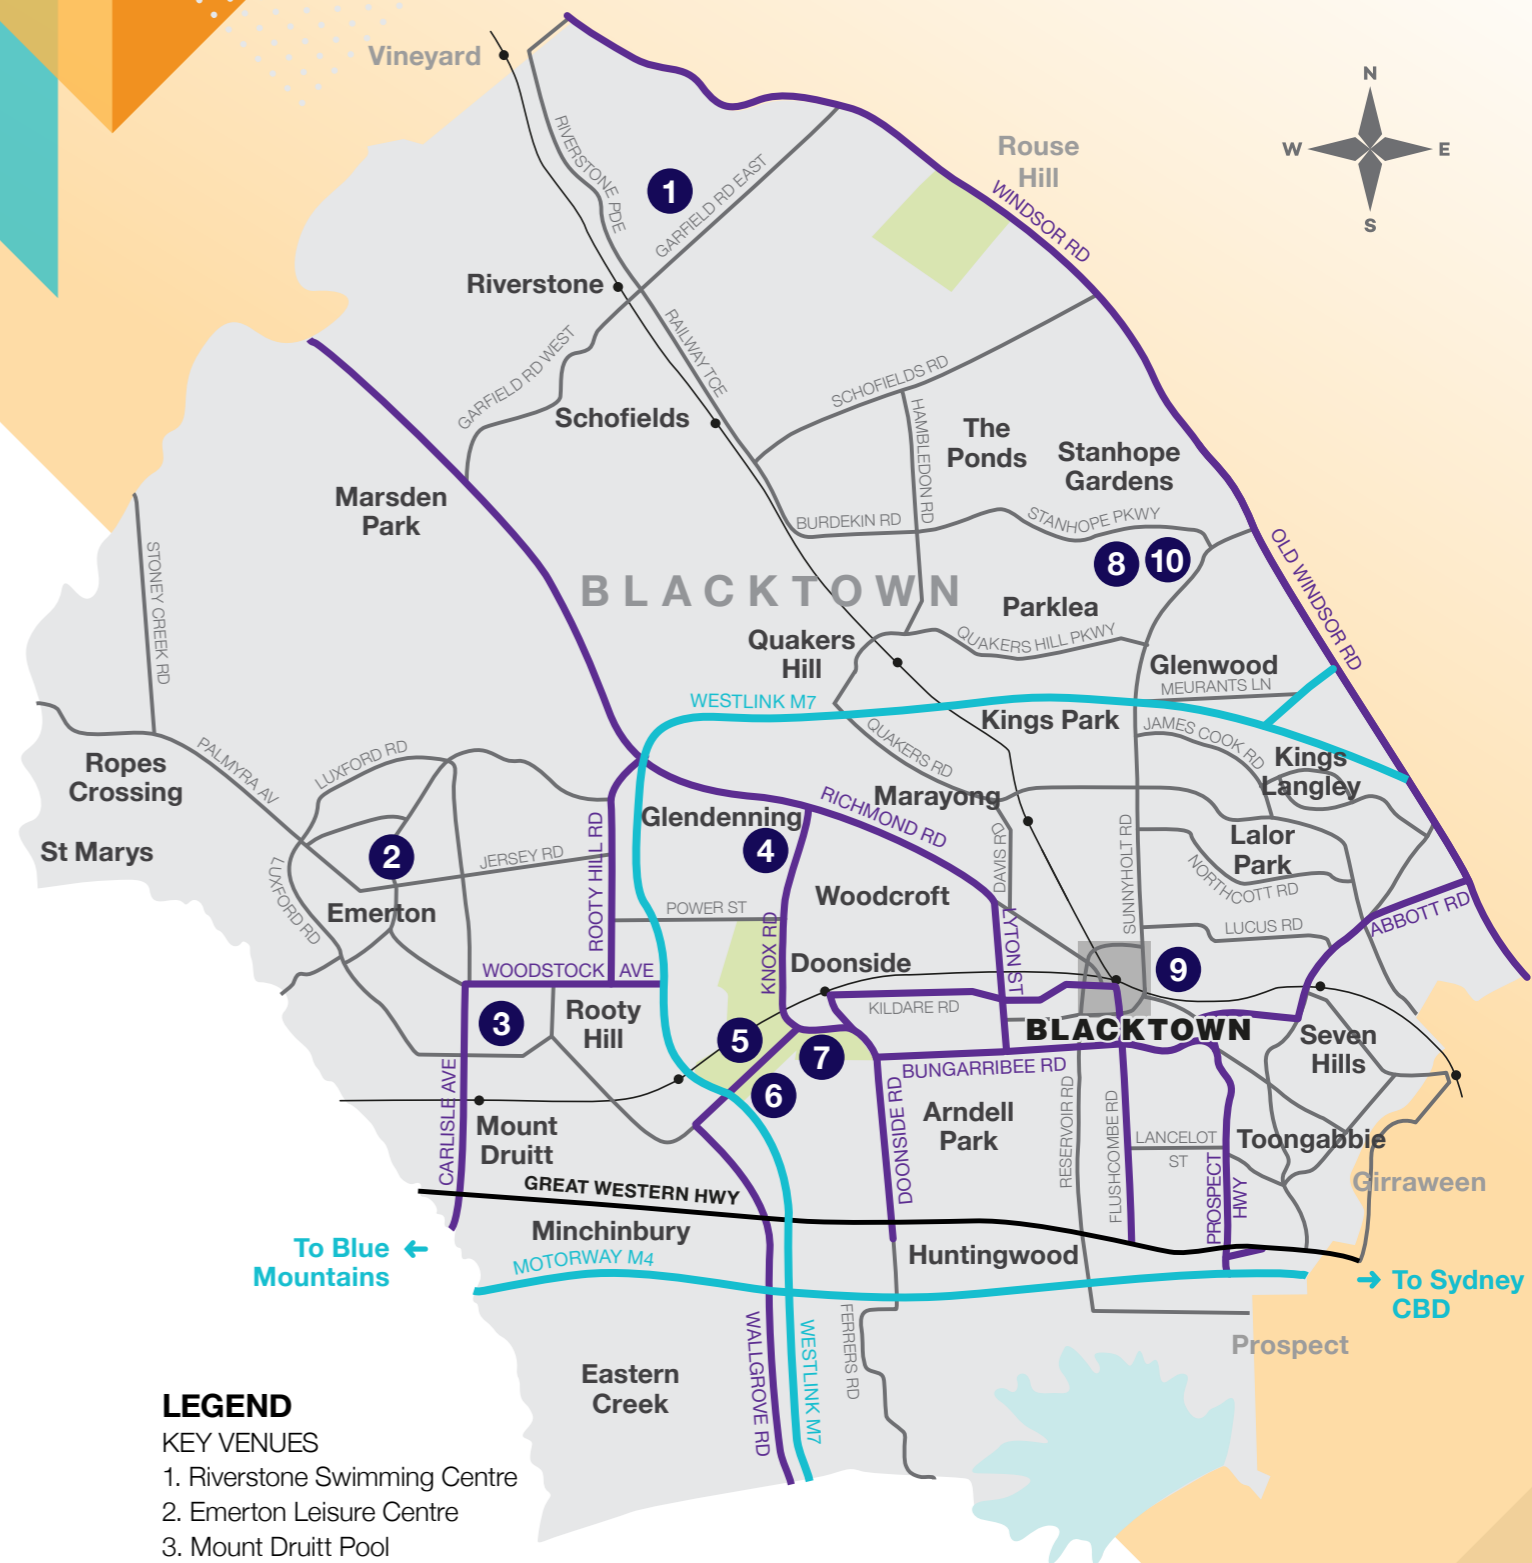 Vineyard
N
W
E
S
Rouse
Hill
RIVERSTONE PDE
1
GARFIELD RD EAST
WINDSOR RD
Riverstone
RAILWAY TCE
GARFIELD RD WEST
SCHOFIELDS RD
Schofields
HAMBLEDON RD
The
Ponds
Stanhope
Gardens
Marsden
Park
BURDEKIN RD
STANHOPE PKWY
8
10
OLD WINDSOR RD
STONEY CREEK RD
BLACKTOWN
Parklea
Quakers
Hill
QUAKERS HILL PKWY
Glenwood
MEURANTS LN
WESTLINK M7
Kings Park
JAMES COOK RD
QUAKERS RD
Kings
Langley
Ropes
Crossing
PALMYRA AV
LUXFORD RD
Marayong
RICHMOND RD
Glendenning
4
ROOTY HILL RD
DAVIS RD
SUNNYHOLT RD
Lalor
Park
St Marys
2
JERSEY RD
NORTHCOTT RD
LUXFORD RD
Emerton
Woodcroft
POWER ST
KNOX RD
LYTON ST
LUCUS RD
ABBOTT RD
WOODSTOCK AVE
Doonside
9
3
Rooty
Hill
KILDARE RD
BLACKTOWN
Seven
Hills
5
7
6
BUNGARRIBEE RD
CARLISLE AVE
DOONSIDE RD
Arndell
Park
RESERVOIR RD
FLUSHCOMBE RD
Mount
Druitt
LANCELOT
ST
Toongabbie
PROSPECT
HWY
Girraween
GREAT WESTERN HWY
Minchinbury
To Blue
Mountains
MOTORWAY M4
Huntingwood
To Sydney
CBD
WALLGROVE RD
WESTLINK M7
FERRERS RD
Prospect
Eastern
Creek
LEGEND
KEY VENUES
1. Riverstone Swimming Centre
2. Emerton Leisure Centre
3. Mount Druitt Pool